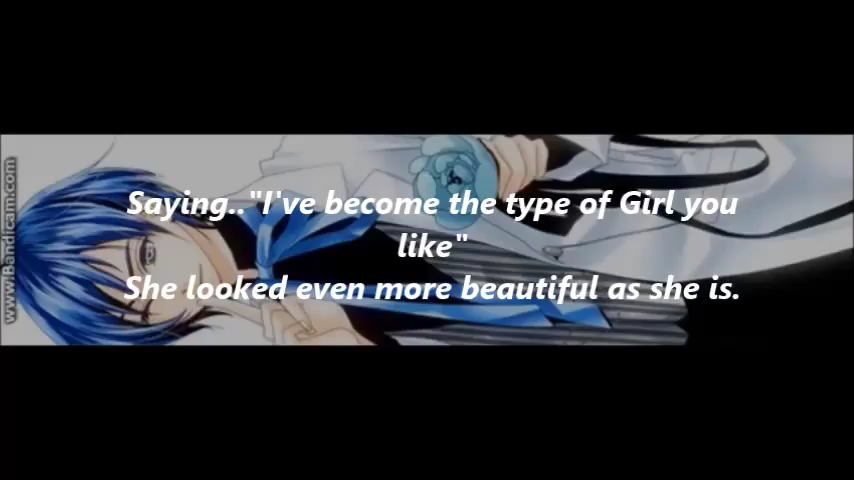 www.Bandicam.com
Saying.."I've become the type of Girl you
like"
She looked even more beautiful as she is.